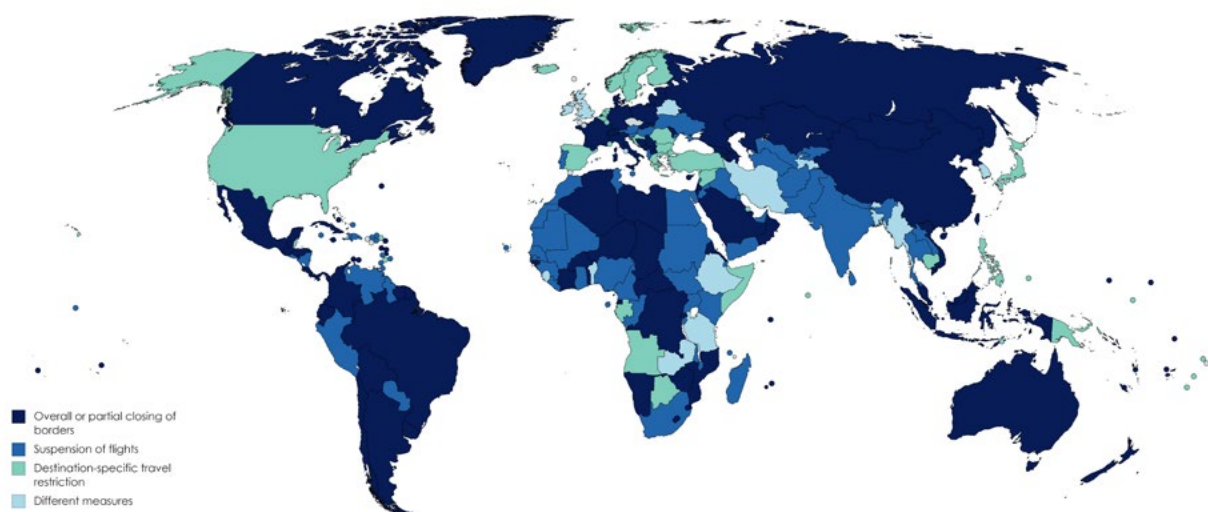 Overall or partial closing of
borders
Suspension of flights
Destination-specific travel
restriction
Different measures